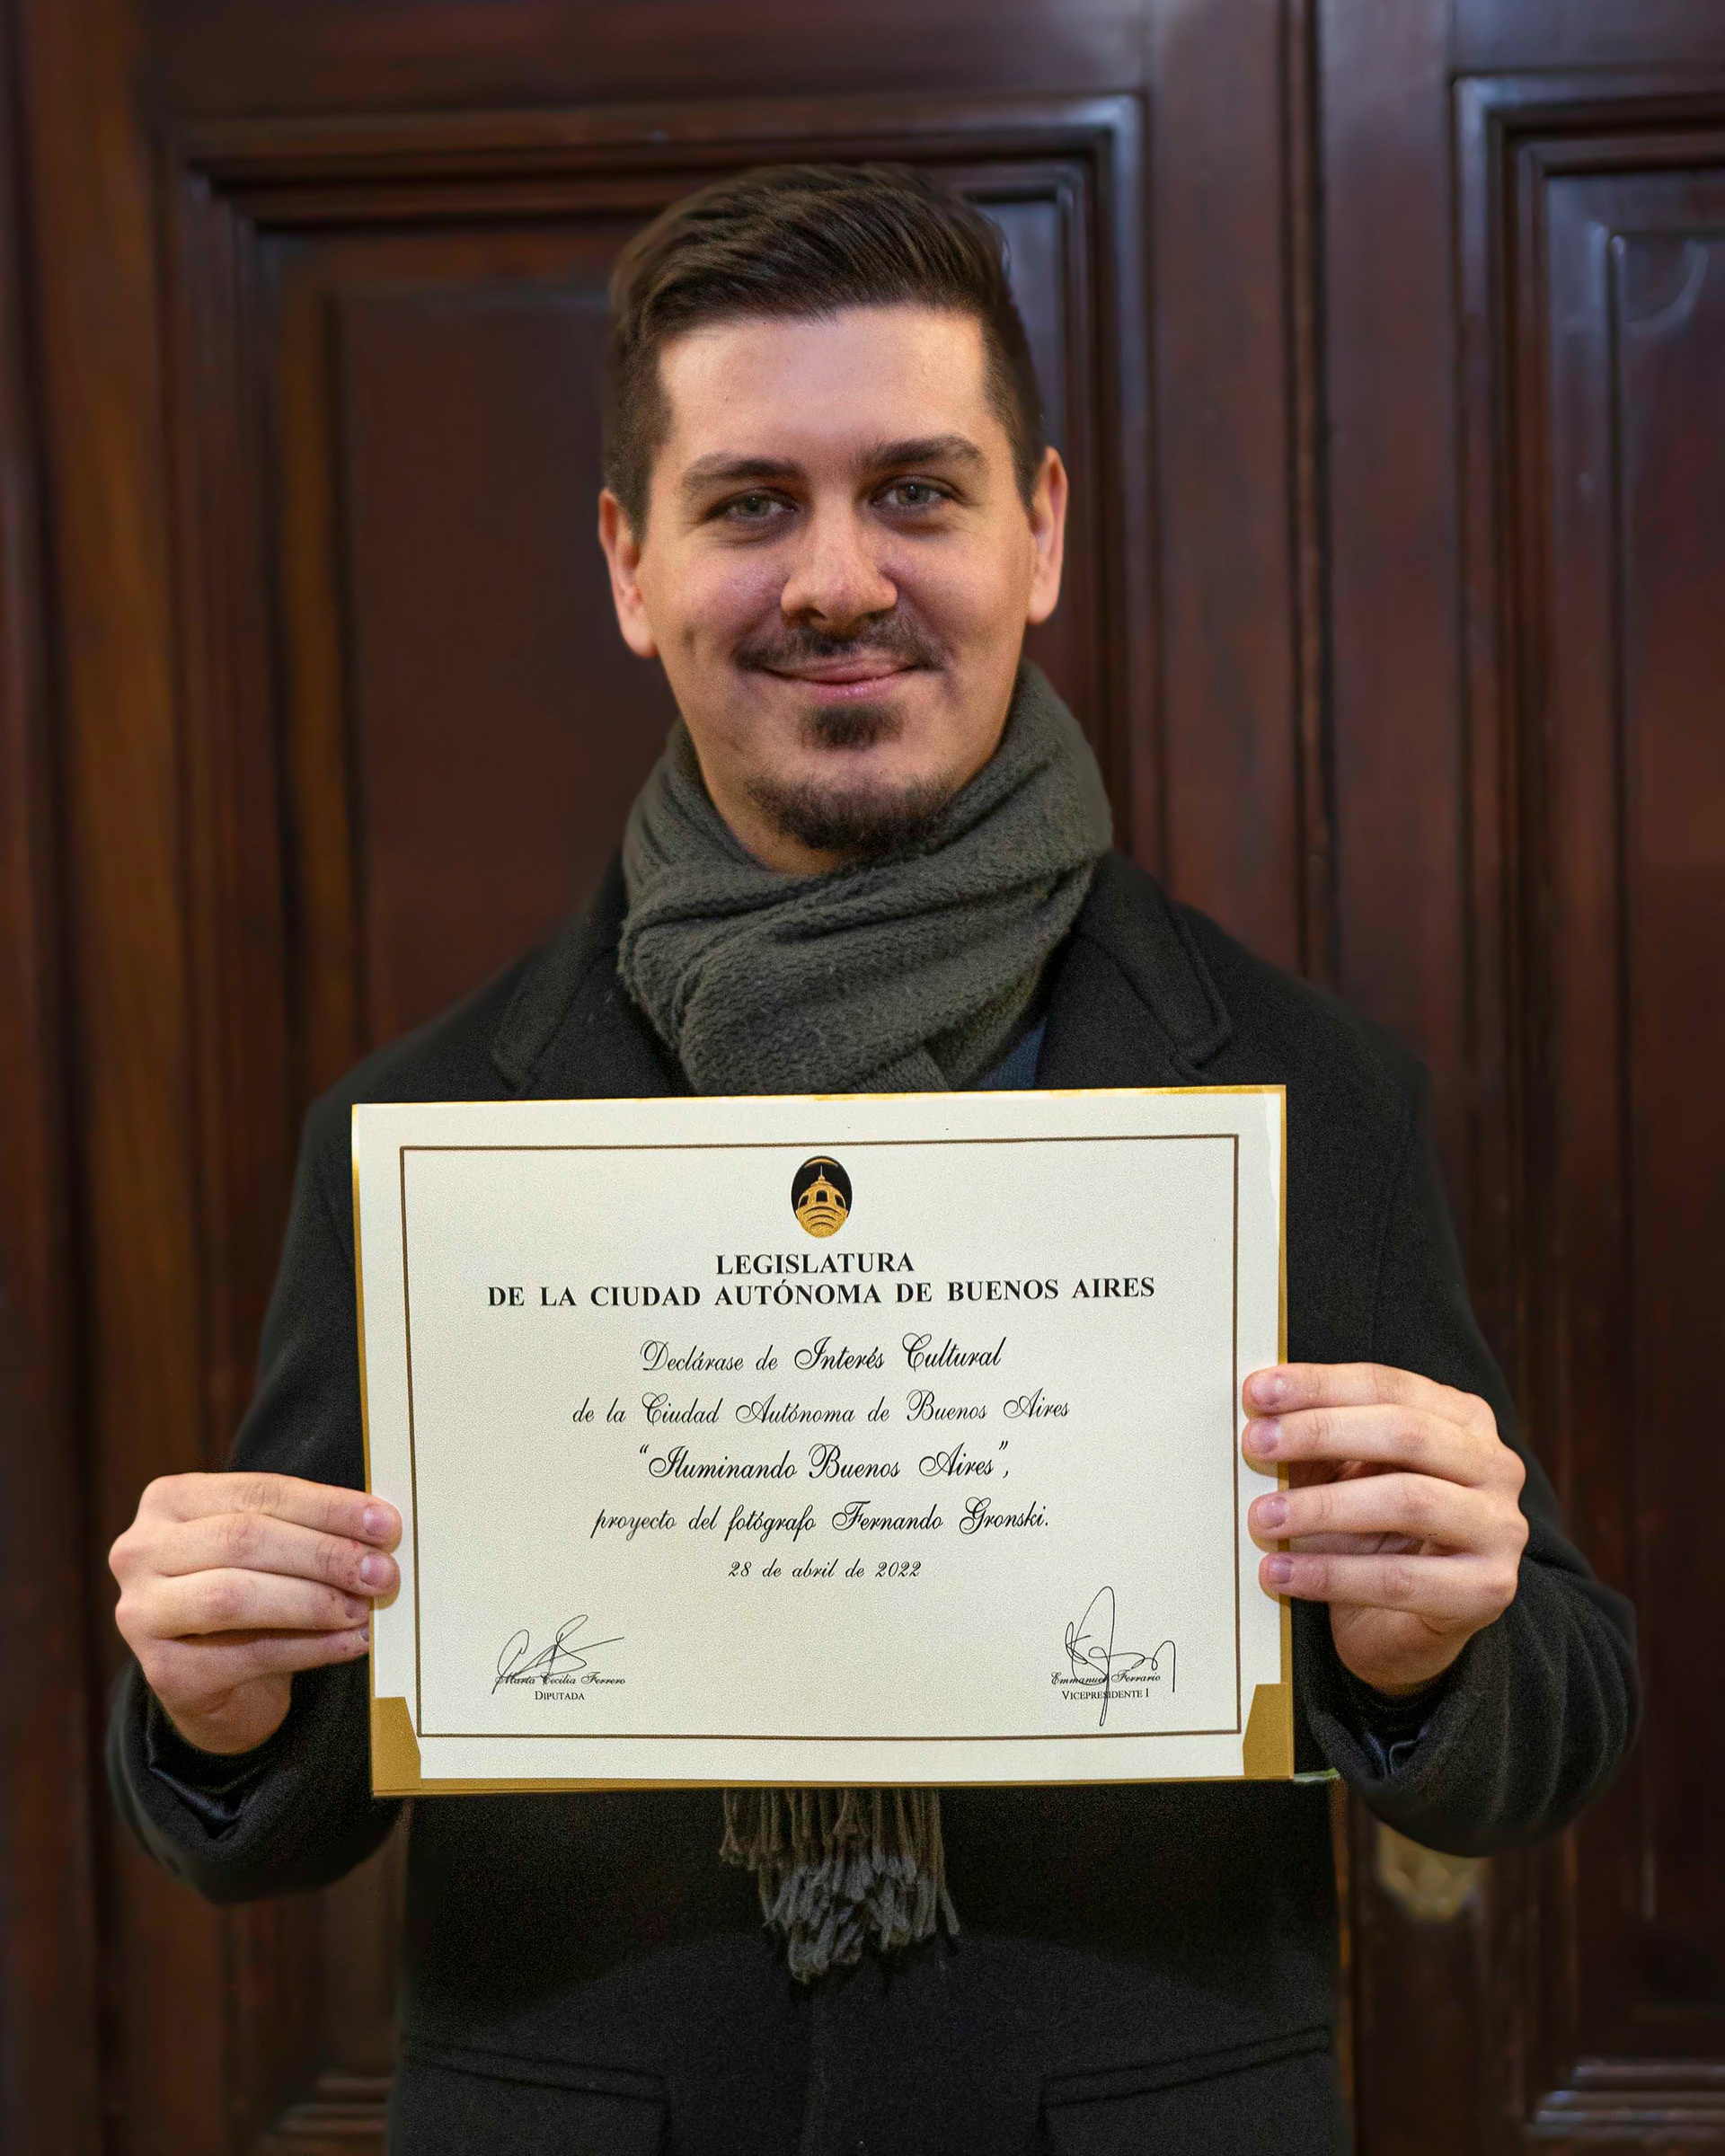 LEGISLATURA
DE LA CIUDAD AUTÓNOMA DE BUENOS AIRES
Declárase de Interés Cultural
de la Ciudad Autónoma de Buenos Aires
“Iluminando Buenos Aires”,
proyecto del fotógrafo Fernando Gronski.
28 de abril de 2022
María Cecilia Ferrero
DIPUTADA
Emmanuel Ferrario
VICEPRESIDENTE I